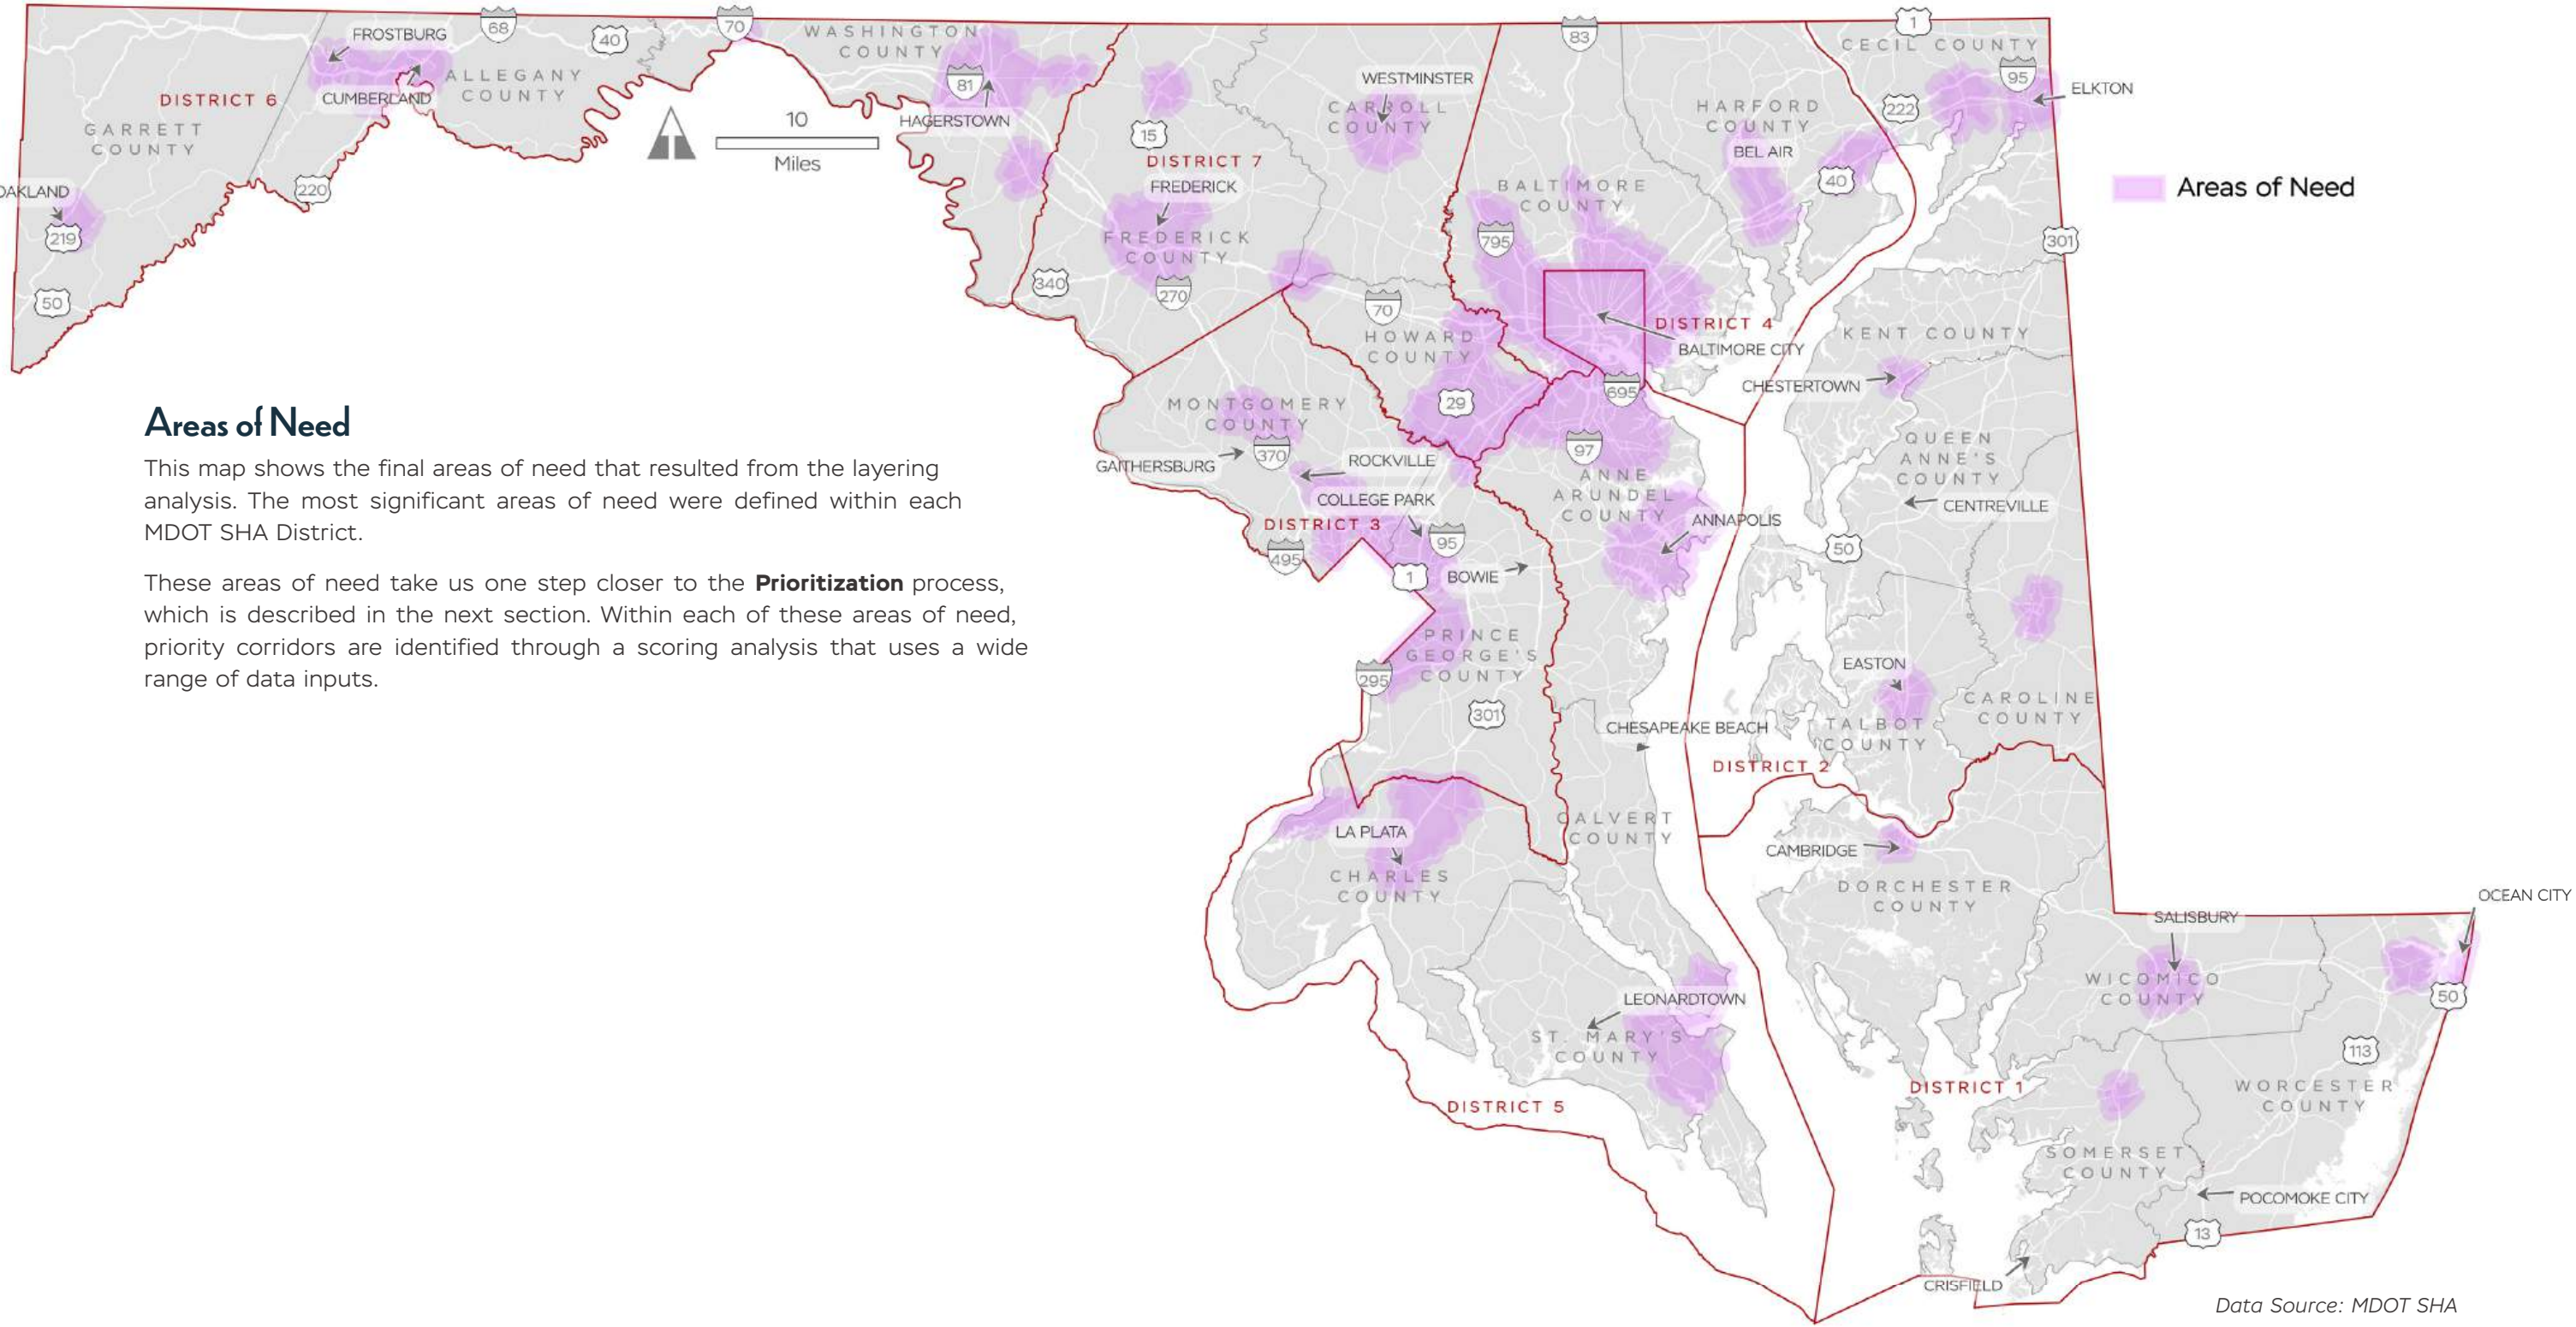 FROSTBURG
68
40
70
WASHINGTON
COUNTY
83
1
CECIL COUNTY
ALLEGANY
COUNTY
CUMBERLAND
DISTRICT 6
GARRETT
COUNTY
81
HAGERSTOWN
10
Miles
15
DISTRICT 7
FREDERICK
WESTMINSTER
CARROLL
COUNTY
HARFORD
COUNTY
BEL AIR
222
95
ELKTON
40
OAKLAND
219
220
50
FREDERICK
COUNTY
340
270
BALTIMORE
COUNTY
795
Areas of Need
301
70
HOWARD
COUNTY
DISTRICT 4
BALTIMORE CITY
KENT COUNTY
CHESTERTOWN
695
29
97
MONTGOMERY
COUNTY
GAITHERSBURG
370
ROCKVILLE
COLLEGE PARK
DISTRICT 3
495
95
1
BOWIE
ANNE
ARUNDEL
COUNTY
ANNAPOLIS
QUEEN
ANNE'S
COUNTY
CENTREVILLE
50
Areas of Need
This map shows the final areas of need that resulted from the layering
analysis. The most significant areas of need were defined within each
MDOT SHA District.
These areas of need take us one step closer to the Prioritization process,
which is described in the next section. Within each of these areas of need,
priority corridors are identified through a scoring analysis that uses a wide
range of data inputs.
PRINCE
GEORGE'S
COUNTY
295
301
EASTON
CAROLINE
COUNTY
TALBOT
COUNTY
CHESAPEAKE BEACH
DISTRICT 2
LA PLATA
CHARLES
COUNTY
CALVERT
COUNTY
CAMBRIDGE
DORCHESTER
COUNTY
SALISBURY
OCEAN CITY
WICOMICO
COUNTY
50
LEONARDTOWN
ST. MARY'S
COUNTY
DISTRICT 5
DISTRICT 1
113
WORCESTER
COUNTY
SOMERSET
COUNTY
POCOMOKE CITY
13
CRISFIELD
Data Source: MDOT SHA